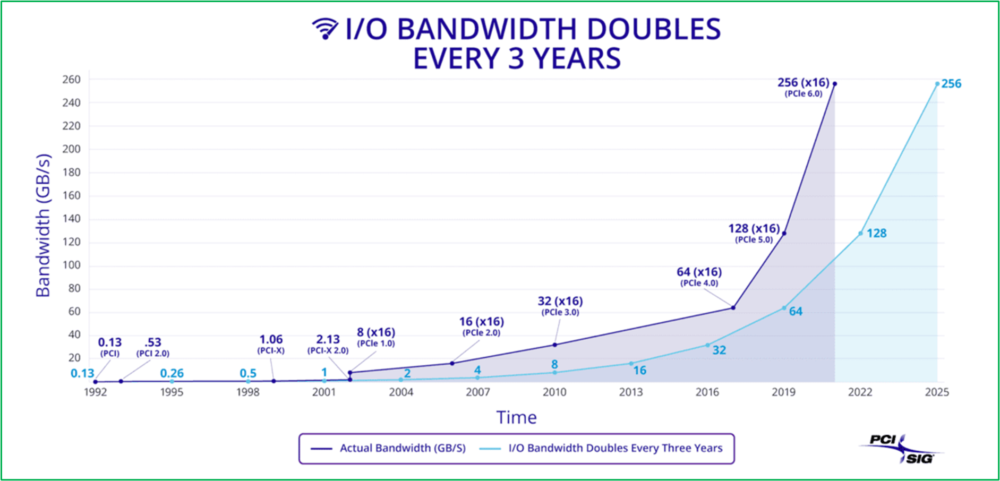 I/O BANDWIDTH DOUBLES
EVERY 3 YEARS
Bandwidth (GB/s)
260
240
220
200
180
160
140
120
100
80
60
40
20
0.13
(PCI)
.53
(PCI 2.0)
1.06
(PCI-X)
2.13
(PCI-X 2.0)
8 (x16)
(PCIe 1.0)
16 (x16)
(PCIe 2.0)
32 (x16)
(PCIe 3.0)
64 (x16)
(PCIe 4.0)
128 (x16)
(PCIe 5.0)
256 (x16)
(PCIe 6.0)
0.13
0.26
0.5
1
2
4
8
16
32
64
128
256
1992
1995
1998
2001
2004
2007
2010
2013
2016
2019
2022
2025
Time
Actual Bandwidth (GB/S)
I/O Bandwidth Doubles Every Three Years
PCI
SIG